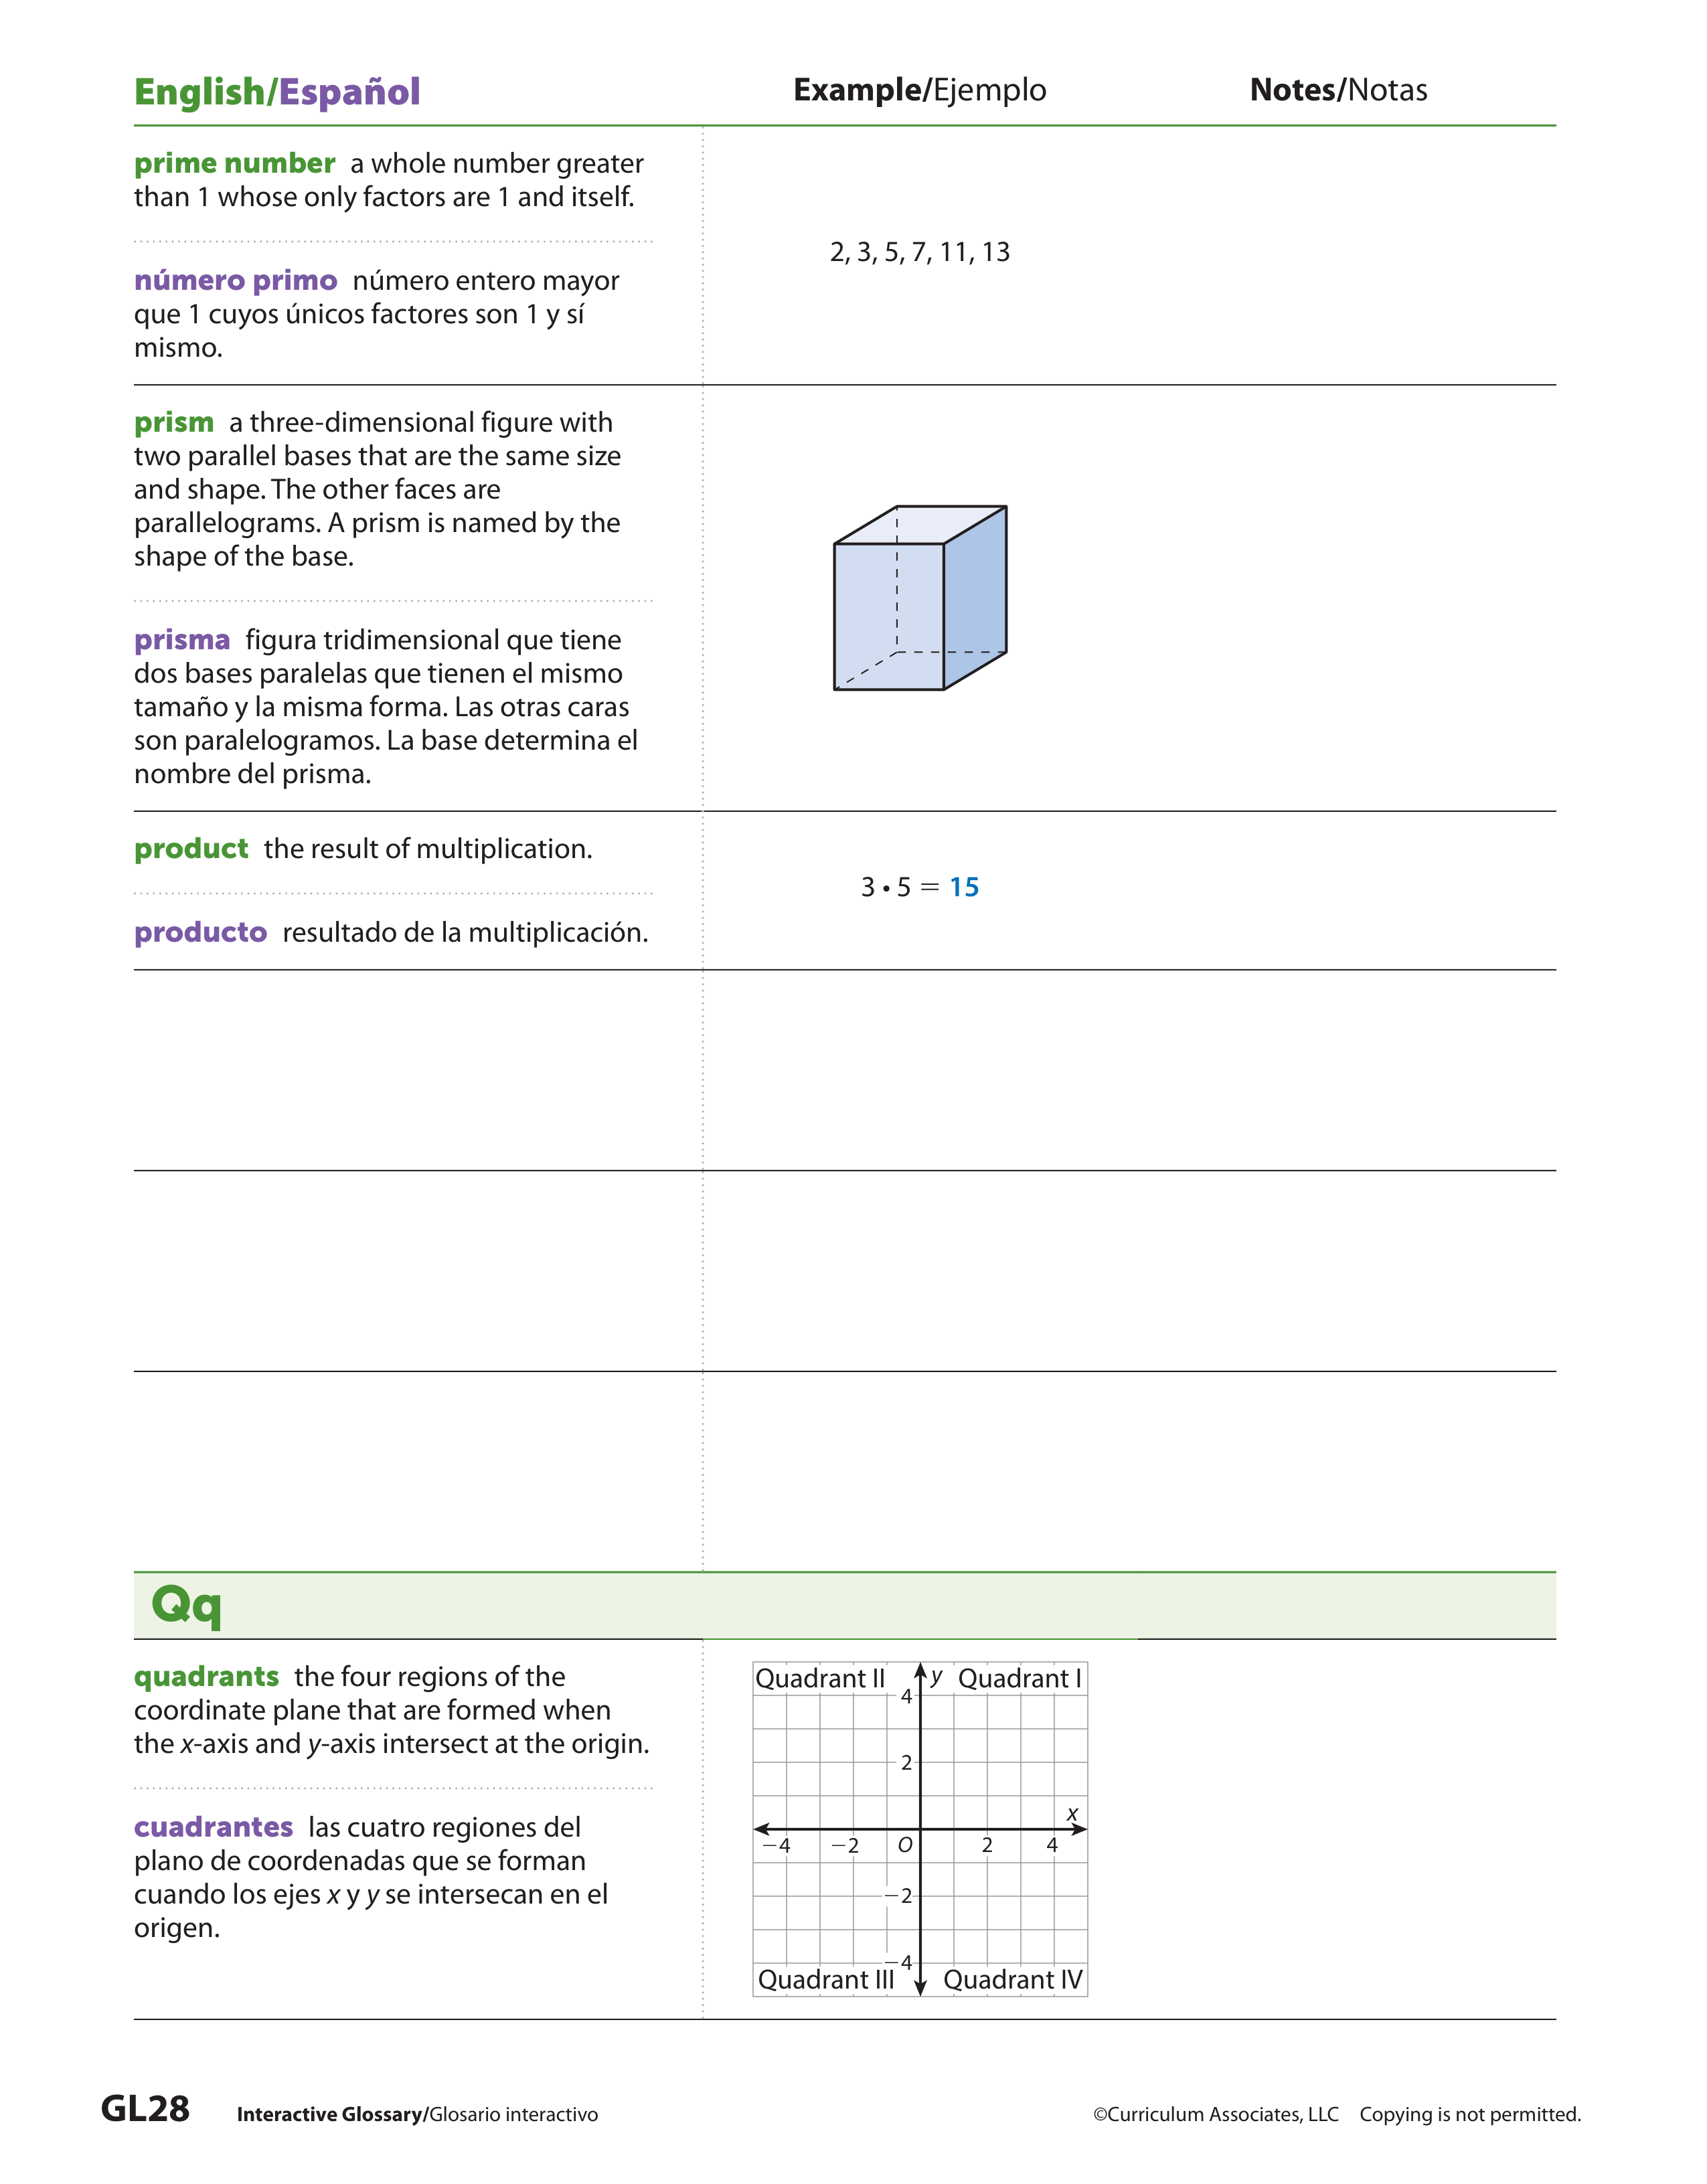 English/Español
Example/Ejemplo
Notes/Notas
prime number a whole number greater
than 1 whose only factors are 1 and itself.
número primo número entero mayor
que 1 cuyos únicos factores son 1 y sí
mismo.
2, 3, 5, 7, 11, 13
prism a three-dimensional figure with
two parallel bases that are the same size
and shape. The other faces are
parallelograms. A prism is named by the
shape of the base.
prisma figura tridimensional que tiene
dos bases paralelas que tienen el mismo
tamaño y la misma forma. Las otras caras
son paralelogramos. La base determina el
nombre del prisma.
product the result of multiplication.
producto resultado de la multiplicación.
3 • 5 = 15
Qq
quadrants the four regions of the
coordinate plane that are formed when
the x-axis and y-axis intersect at the origin.
cuadrantes las cuatro regiones del
plano de coordenadas que se forman
cuando los ejes x y y se intersecan en el
origen.
Quadrant II y Quadrant I
4
2
x
−4 −2 O 2 4
−2
−4
Quadrant III Quadrant IV
GL28 Interactive Glossary/Glosario interactivo
©Curriculum Associates, LLC Copying is not permitted.